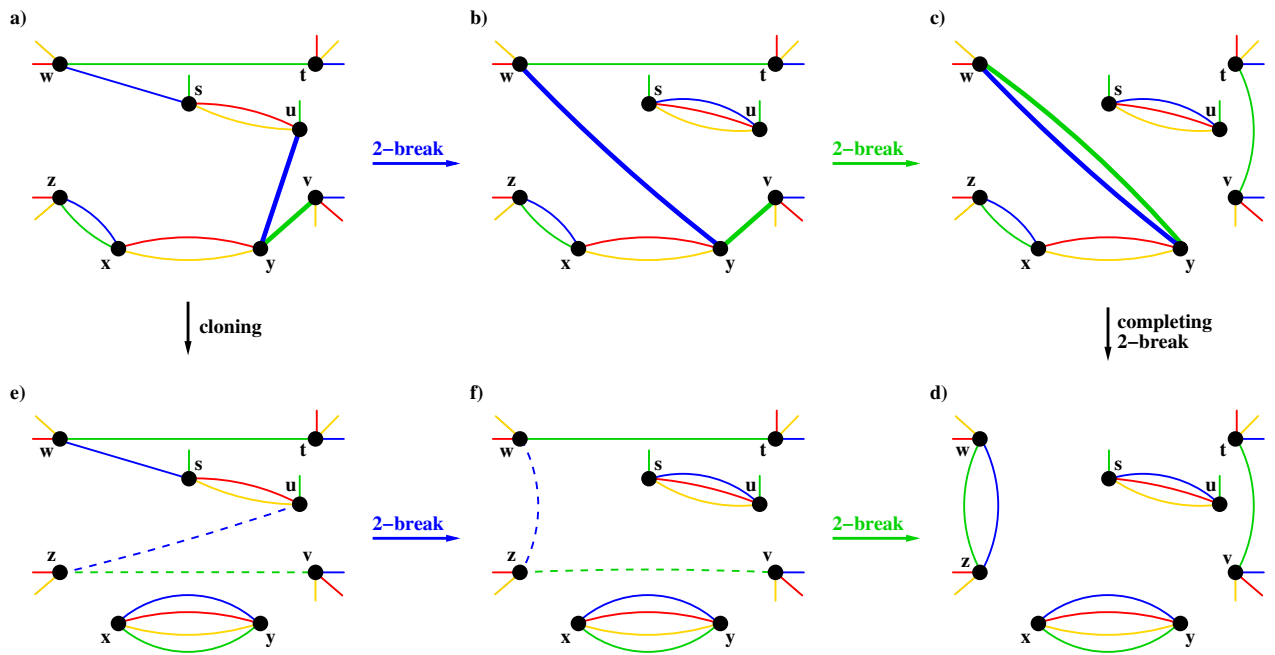 a)
b)
c)
w
t
s
u
z
v
x
y
2−break
w
t
s
u
z
v
x
y
2−break
w
t
s
u
z
v
x
y
cloning
completing
2−break
e)
f)
d)
w
t
s
u
z
v
x
y
2−break
w
t
s
u
z
v
x
y
2−break
w
t
s
u
z
v
x
y